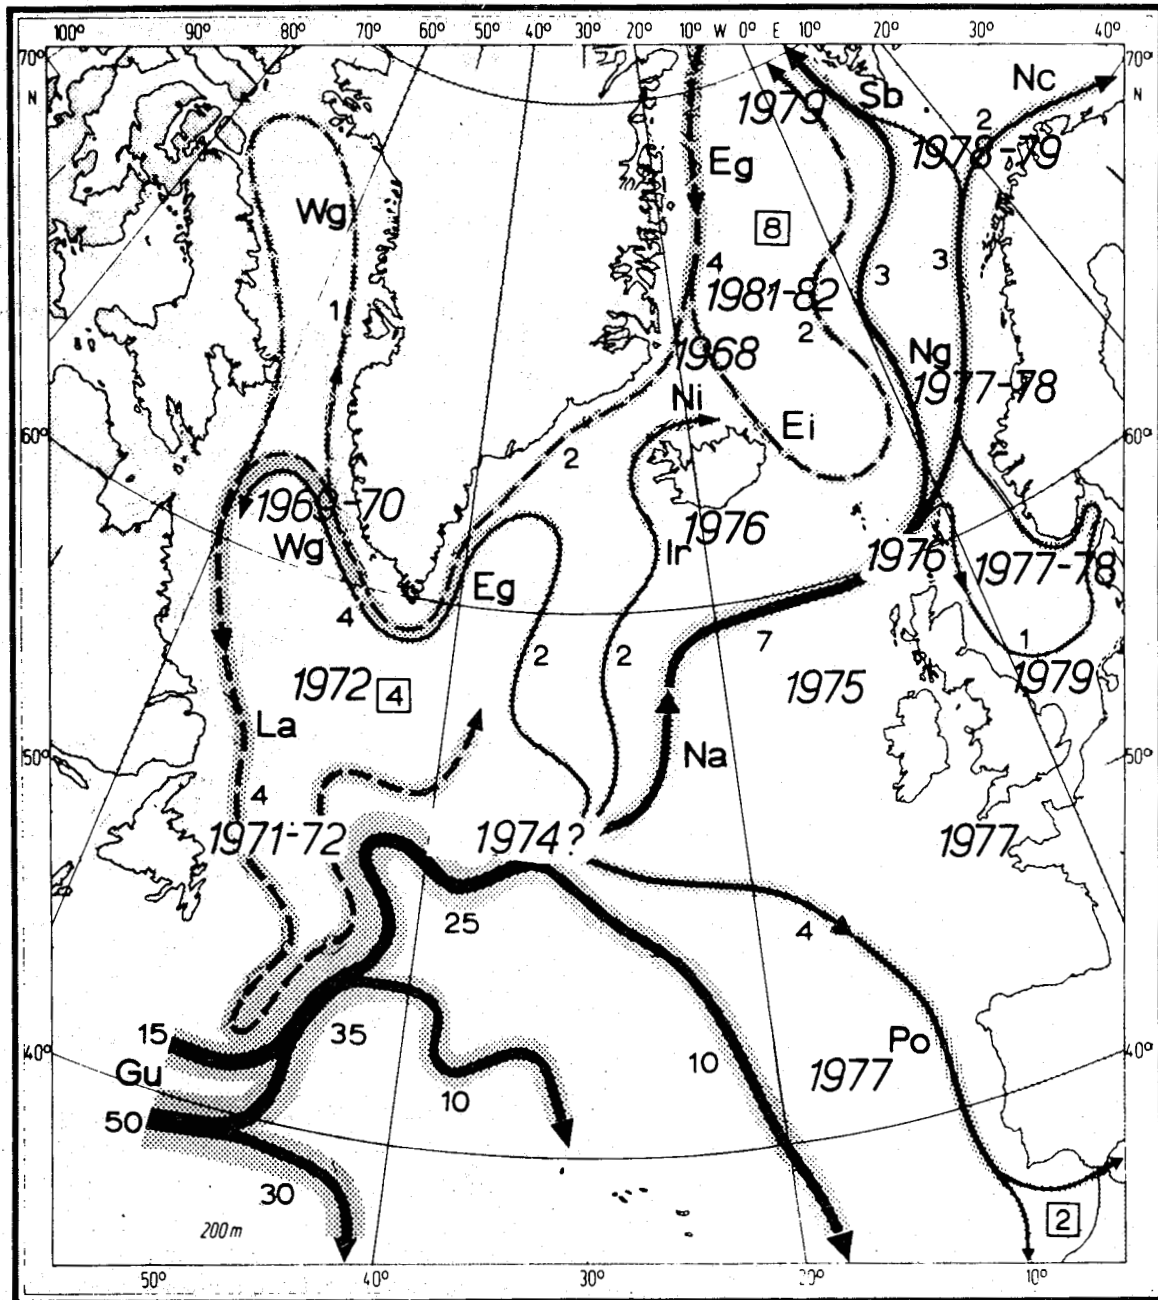 100° 90° 80° 70° 60° 50° 40° 30° 20° 10° W 0° E 10° 20° 30° 40°
70° 70°
N N
Nc
1979 Sb 2
1978-79
Eg
Wg
8
4 3 3
1981-82
1 2
1968 Ng
1977-78
Ni
Ei
60° 60°
2
1969-70
1976
Wg Ir 1976
Eg 1977-78
4
7 1
2 2
1972 4 1975 1979
La
Na
50° 50°
4
1971-72 1974? 1977
25 4
15 35 Po
40° 40°
Gu 10 1977
10
50
30
2
200 m
50° 40° 30° 20° 10°